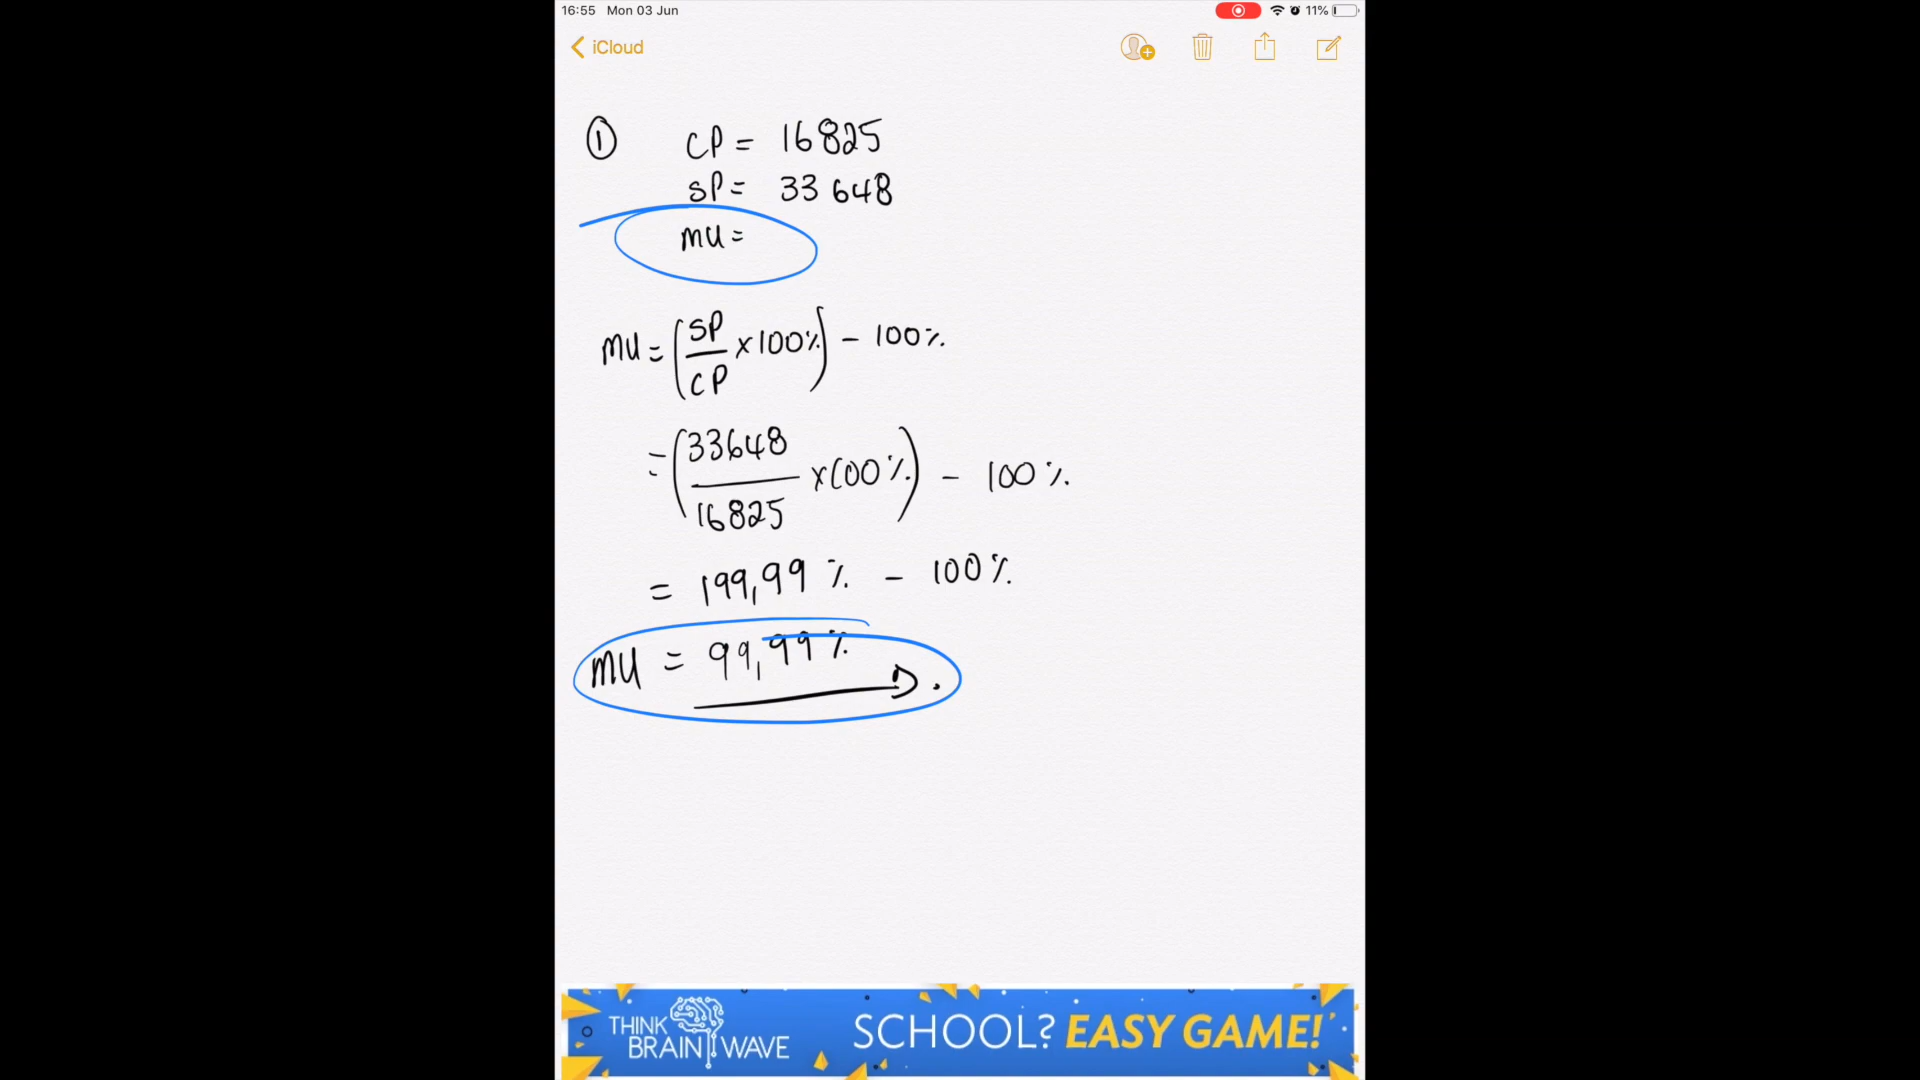 16:55 Mon 03 Jun 11%
iCloud
① CP = 16825
SP = 33 648
MU =
MU = (SP/CP ×100%) - 100%
= (33648/16825 ×100%) - 100%
= 199,99 % - 100%
MU = 99,99 %
THINK BRAIN WAVE
SCHOOL? EASY GAME!